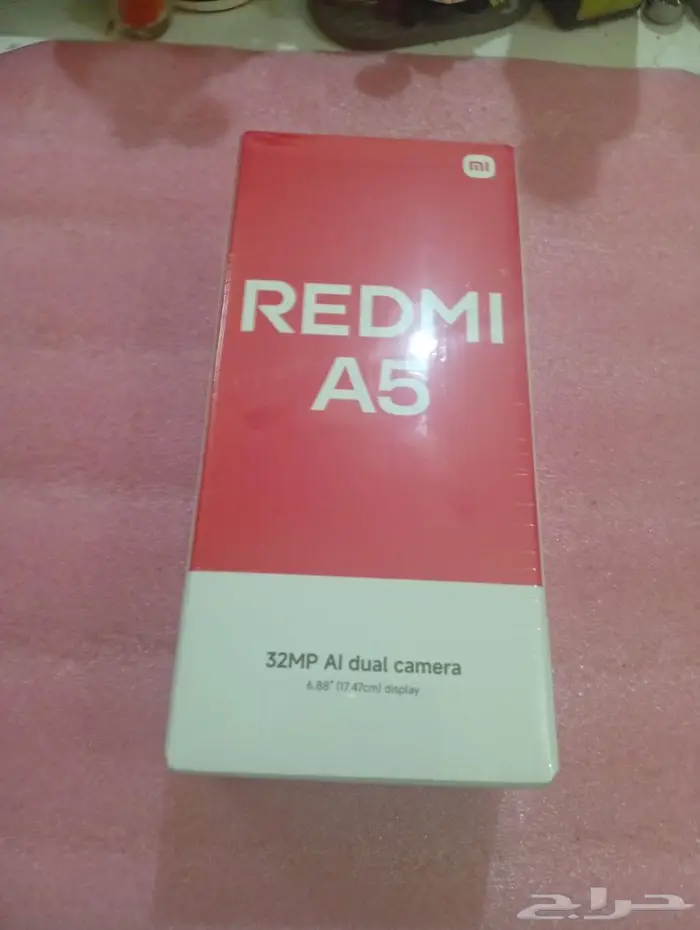 mi
REDMI
A5
32MP AI dual camera
6.88" (17.47cm) display
حراج